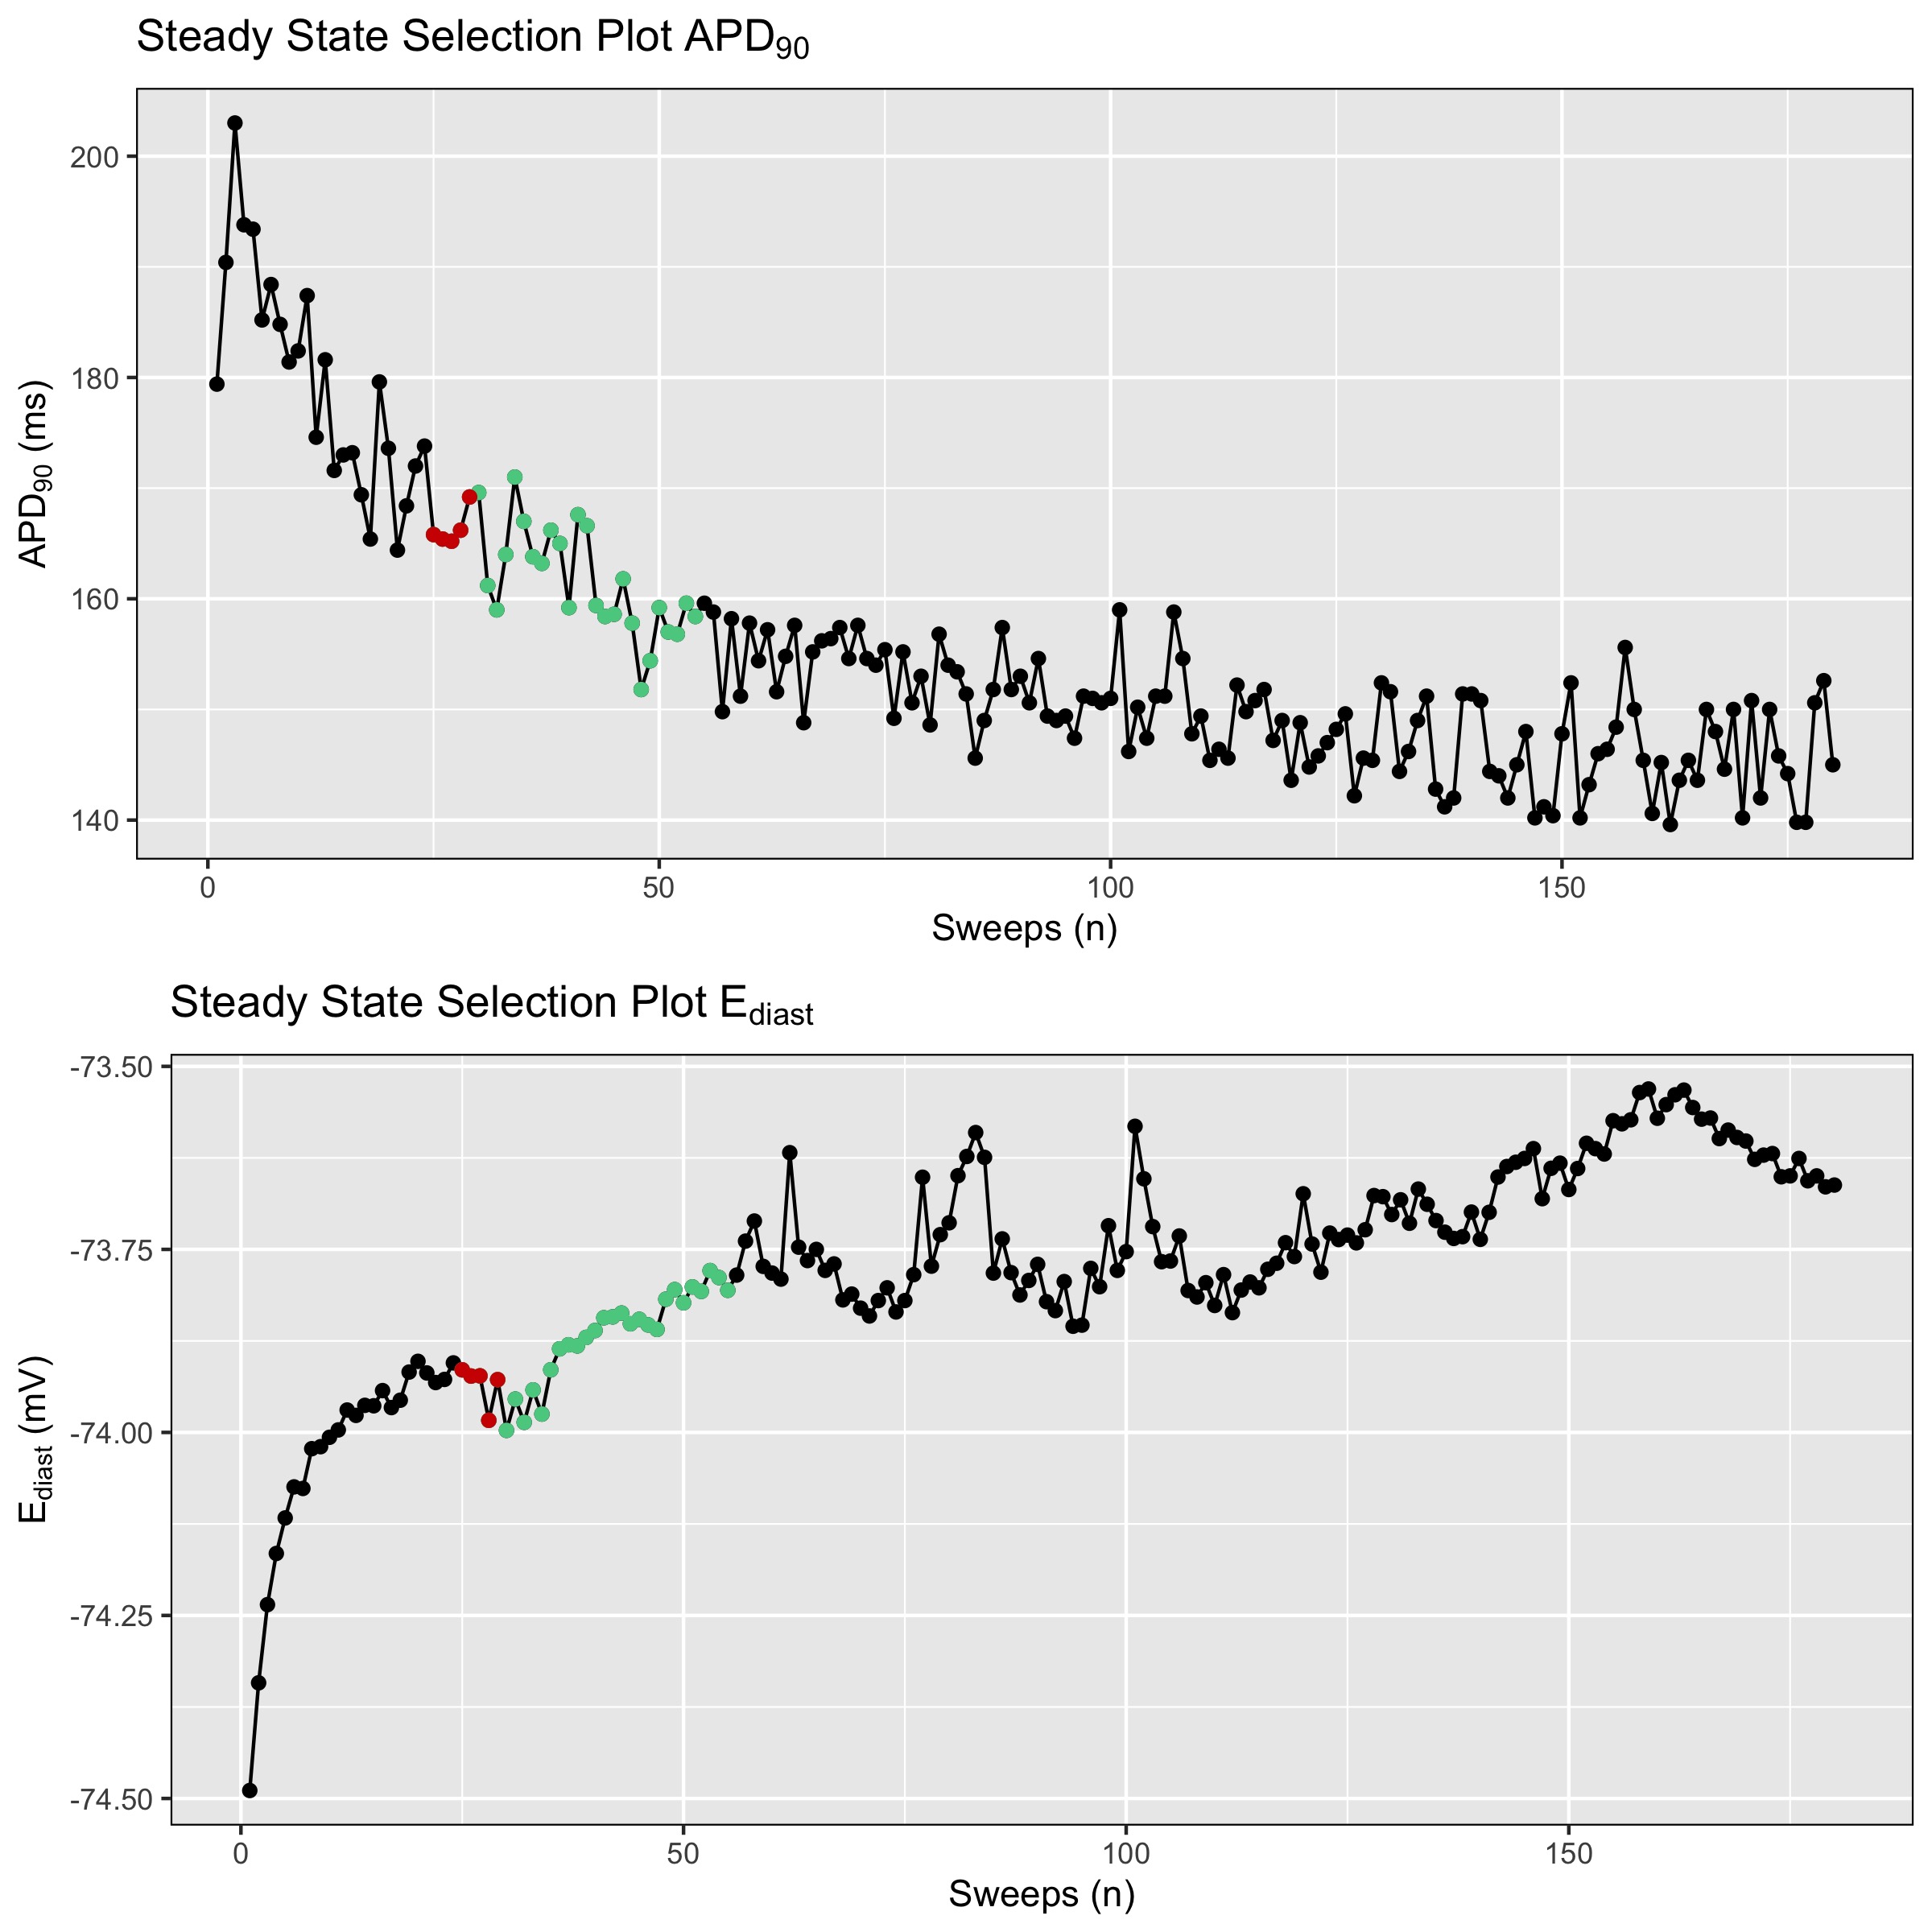 Steady State Selection Plot APD90
200
180
160
140
APD90 (ms)
0 50 100 150
Sweeps (n)
Steady State Selection Plot Ediast
-73.50
-73.75
-74.00
-74.25
-74.50
Ediast (mV)
0 50 100 150
Sweeps (n)